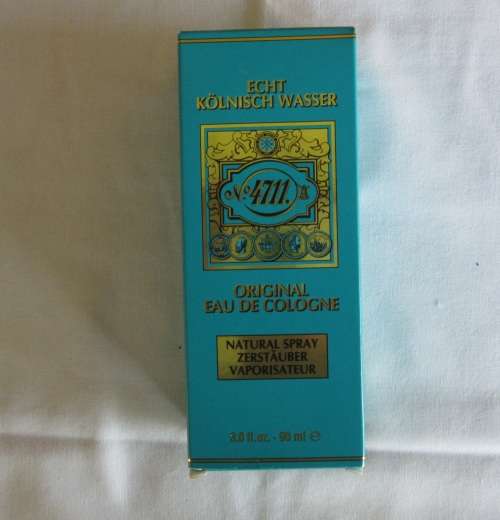 ECHT
KÖLNISCH WASSER
No 4711.
ORIGINAL
EAU DE COLOGNE
NATURAL SPRAY
ZERSTÄUBER
VAPORISATEUR
3.0 fl.oz. - 90 ml ℮